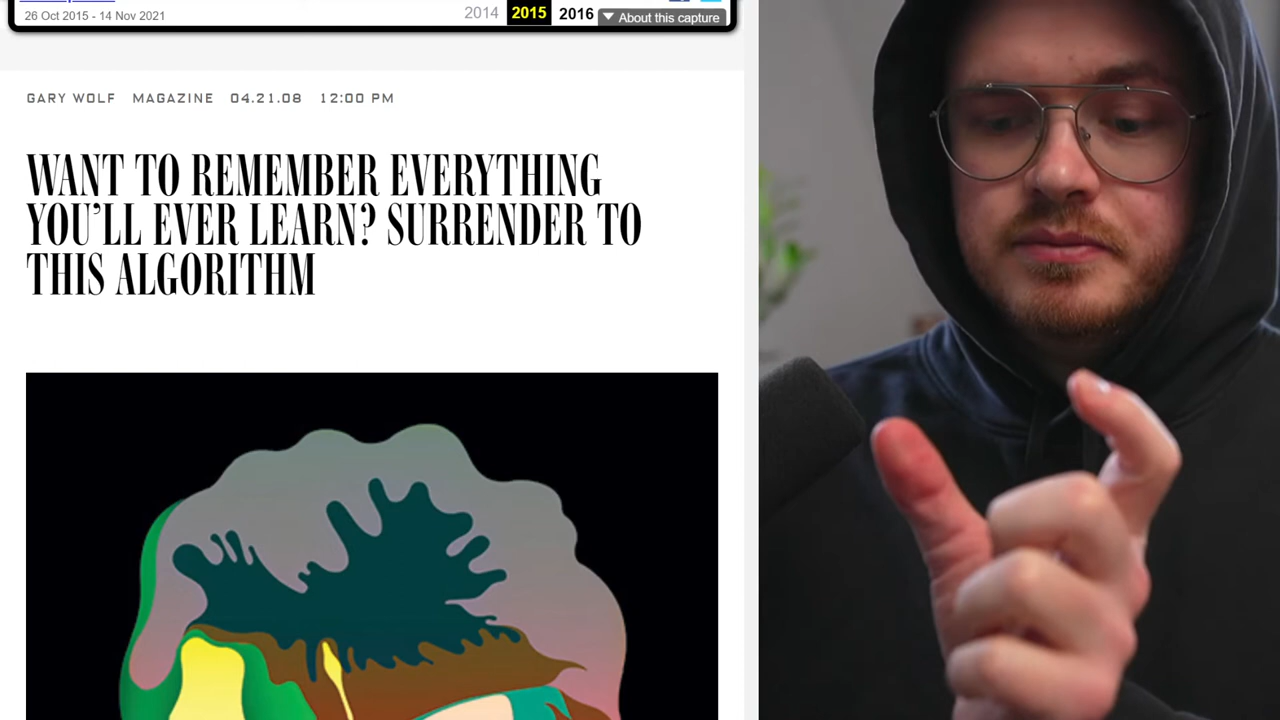 26 Oct 2015 - 14 Nov 2021
2014 2015 2016 About this capture
GARY WOLF MAGAZINE 04.21.08 12:00 PM
WANT TO REMEMBER EVERYTHING
YOU’LL EVER LEARN? SURRENDER TO
THIS ALGORITHM